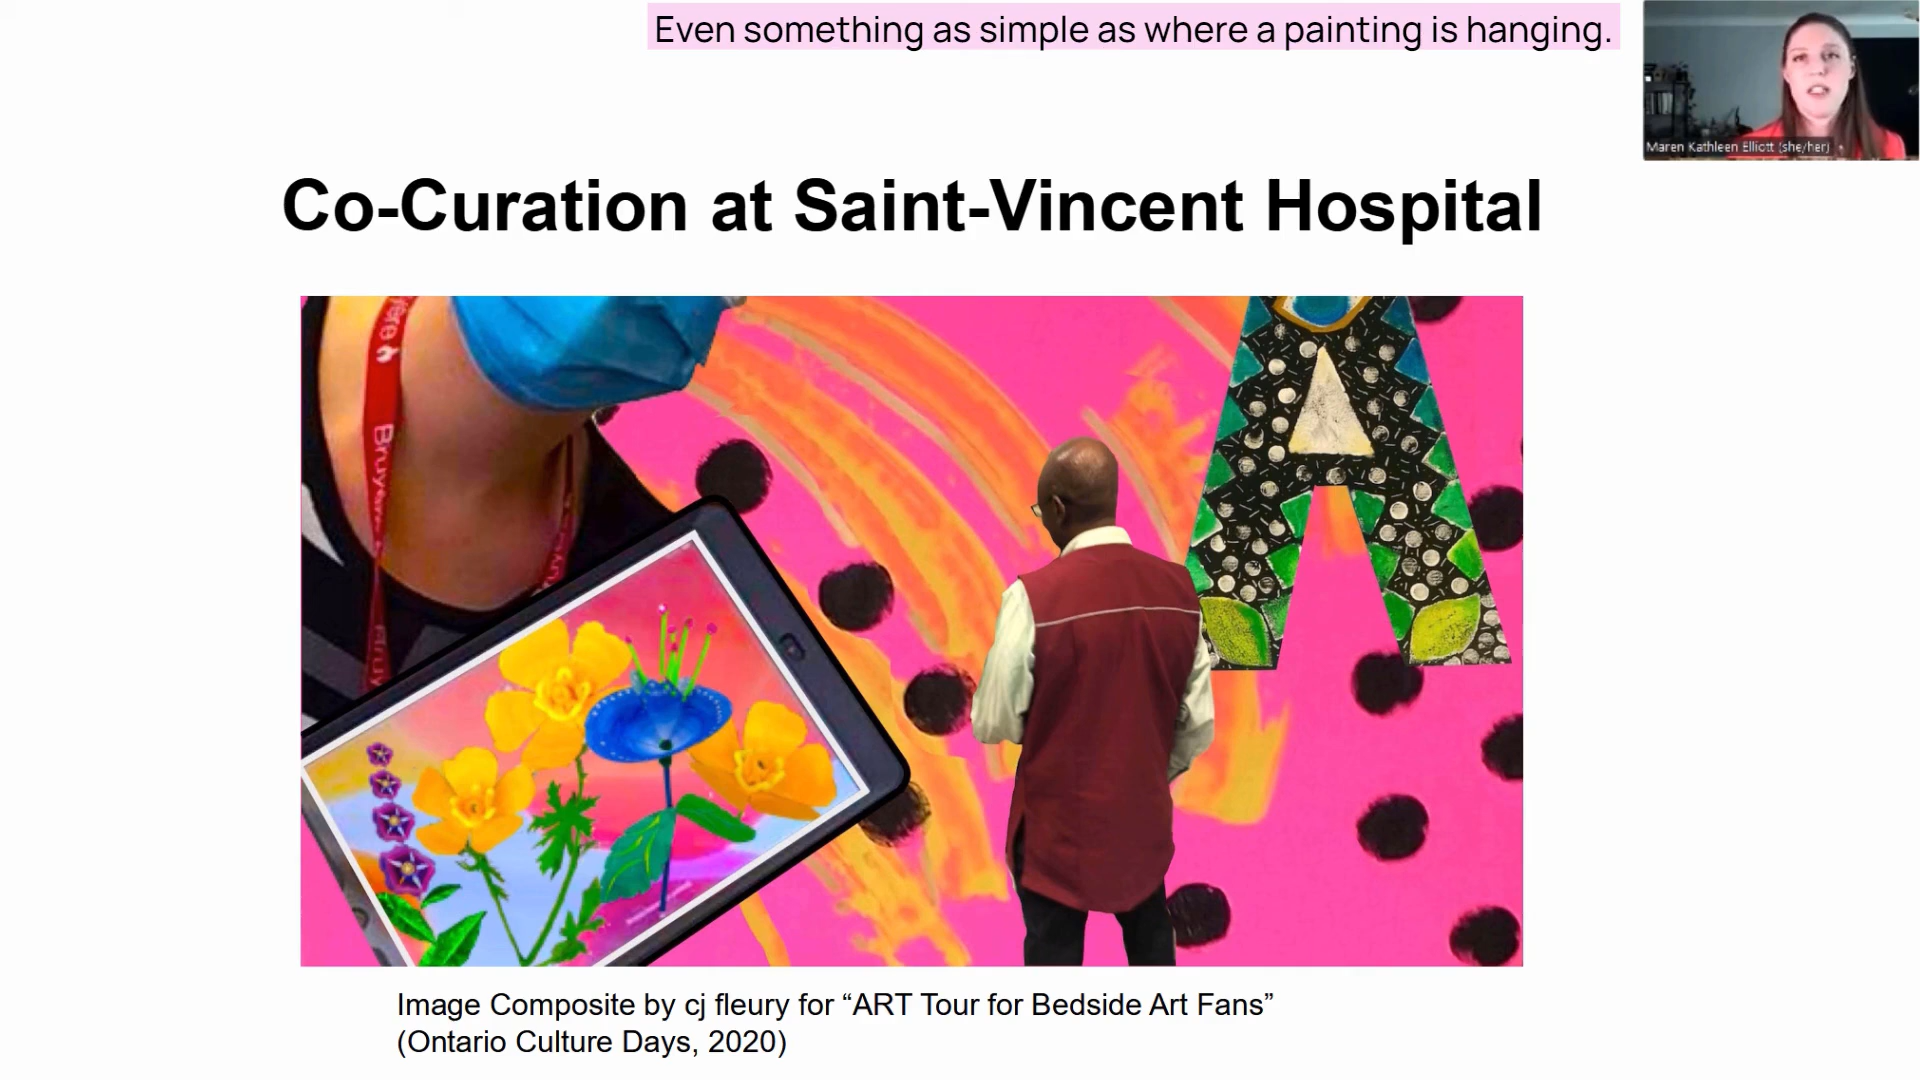 Even something as simple as where a painting is hanging.
Maren Kathleen Elliott (she/her)
Co-Curation at Saint-Vincent Hospital
Image Composite by cj fleury for “ART Tour for Bedside Art Fans”
(Ontario Culture Days, 2020)